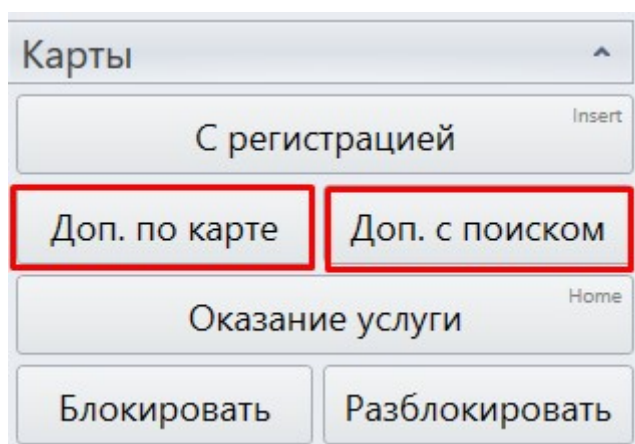 Карты
Insert
С регистрацией
Доп. по карте
Доп. с поиском
Home
Оказание услуги
Блокировать
Разблокировать